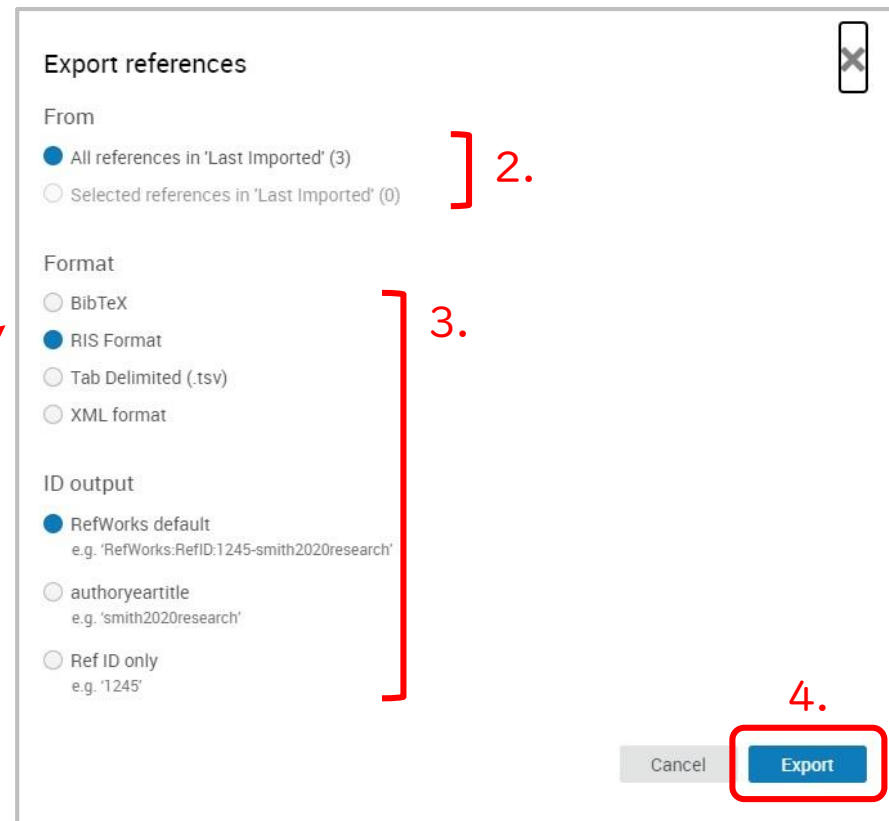 Export references
From
All references in 'Last Imported' (3)
2.
Selected references in 'Last Imported' (0)
Format
BibTeX
3.
RIS Format
Tab Delimited (.tsv)
XML format
ID output
RefWorks default
e.g. 'RefWorks:RefID:1245-smith2020research'
authoryeartitle
e.g. 'smith2020research'
Ref ID only
e.g. '1245'
4.
Cancel
Export